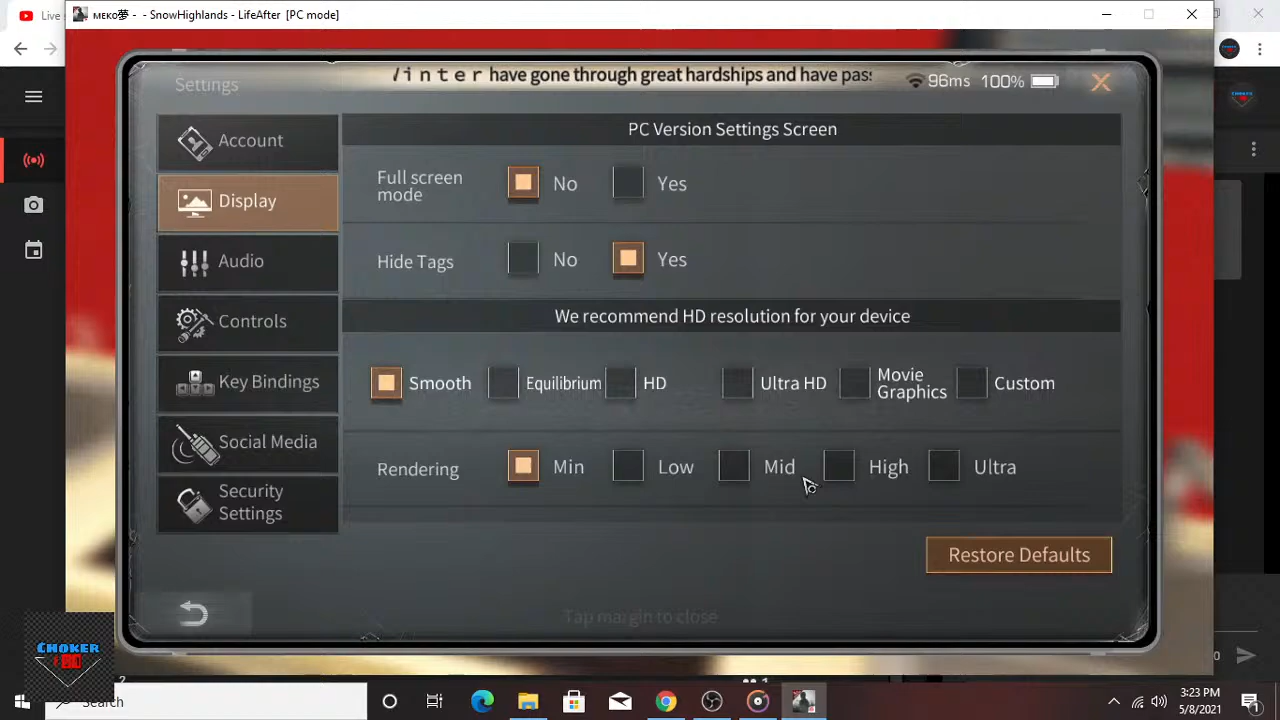 Live
мeκo夢 - - SnowHighlands - LifeAfter [PC mode]
Winter have gone through great hardships and have pas
Settings
96ms 100%
X
PC Version Settings Screen
Account
Full screen
mode
No
Yes
Display
Hide Tags
No
Yes
Audio
We recommend HD resolution for your device
Controls
Smooth
Equilibrium
HD
Ultra HD
Movie
Graphics
Custom
Key Bindings
Social Media
Rendering
Min
Low
Mid
High
Ultra
Security
Settings
Restore Defaults
Tap margin to close
CHOKER
Search
3:23 PM
5/8/2021